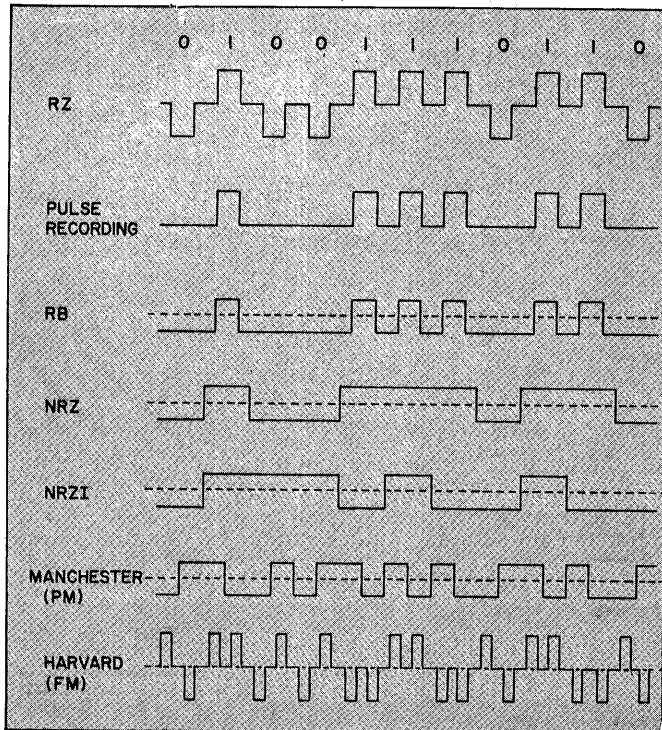 0 1 0 0 1 1 1 0 1 1 0
RZ
PULSE
RECORDING
RB
NRZ
NRZI
MANCHESTER
(PM)
HARVARD
(FM)